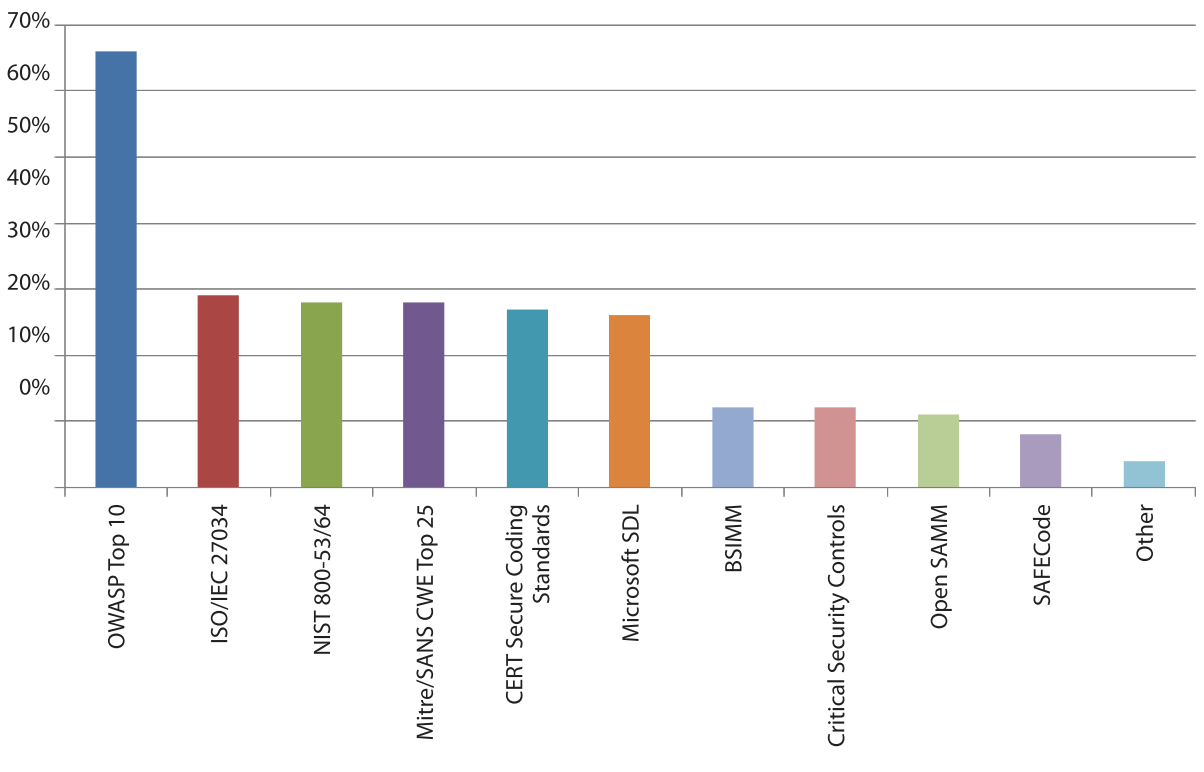 70%
60%
50%
40%
30%
20%
10%
0%
OWASP Top 10
ISO/IEC 27034
NIST 800-53/64
Mitre/SANS CWE Top 25
CERT Secure Coding
Standards
Microsoft SDL
BSIMM
Critical Security Controls
Open SAMM
SAFECode
Other